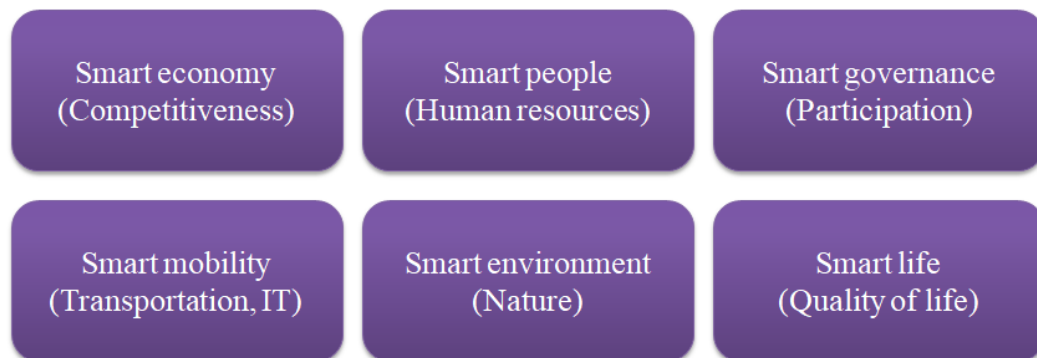 Smart economy
(Competitiveness)
Smart people
(Human resources)
Smart governance
(Participation)
Smart mobility
(Transportation, IT)
Smart environment
(Nature)
Smart life
(Quality of life)